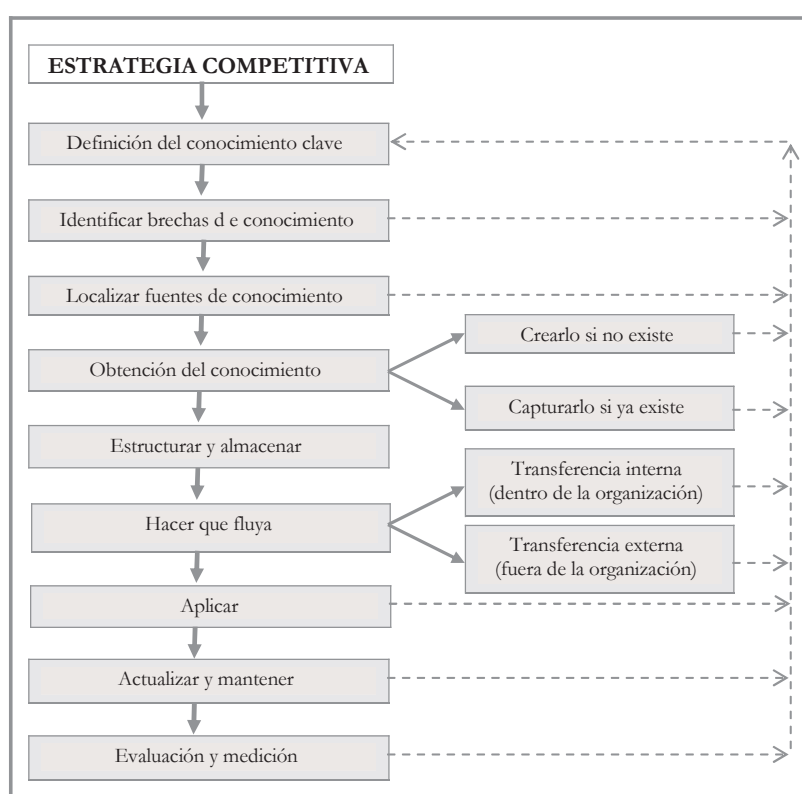 ESTRATEGIA COMPETITIVA
Definición del conocimiento clave
Identificar brechas d e conocimiento
Localizar fuentes de conocimiento
Crearlo si no existe
Obtención del conocimiento
Capturarlo si ya existe
Estructurar y almacenar
Transferencia interna
(dentro de la organización)
Hacer que fluya
Transferencia externa
(fuera de la organización)
Aplicar
Actualizar y mantener
Evaluación y medición